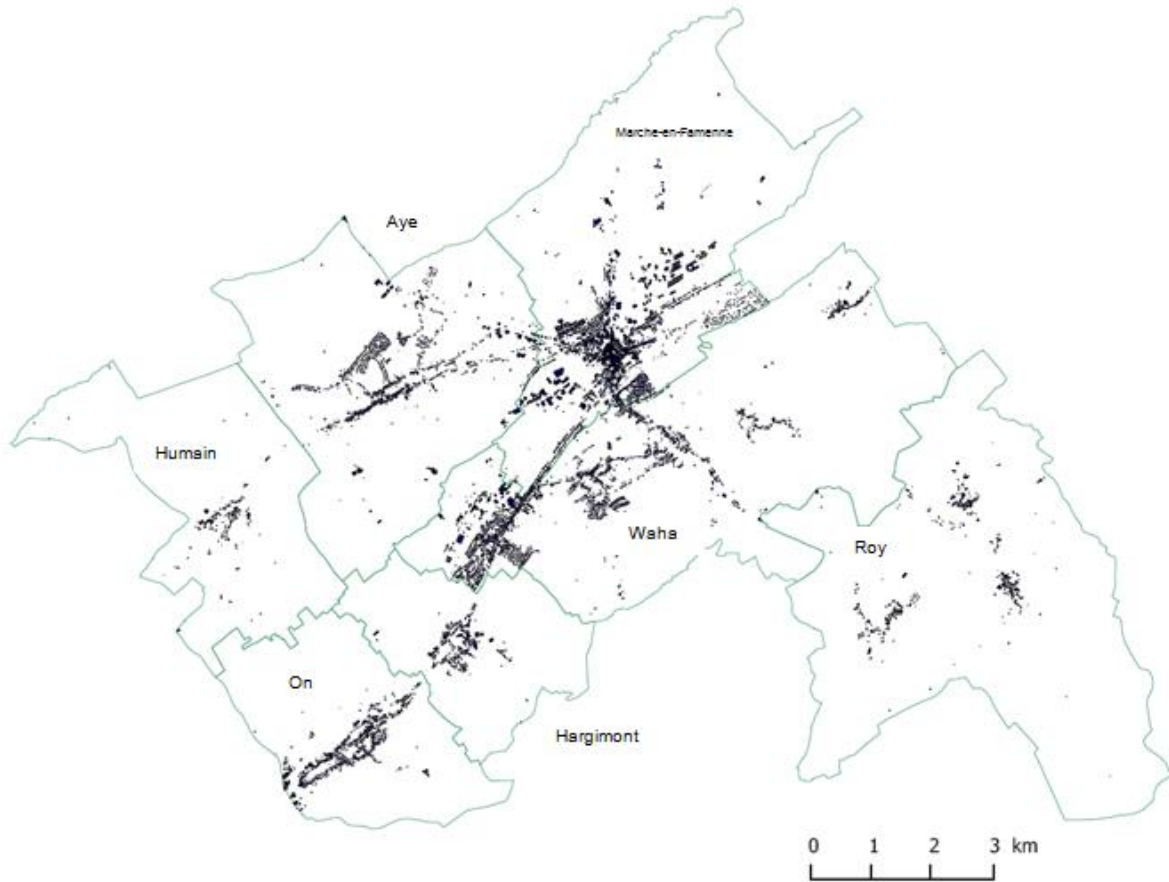 Marche-en-Famenne
Aye
Humain
Waha
Roy
On
Hargimont
0 1 2 3 km